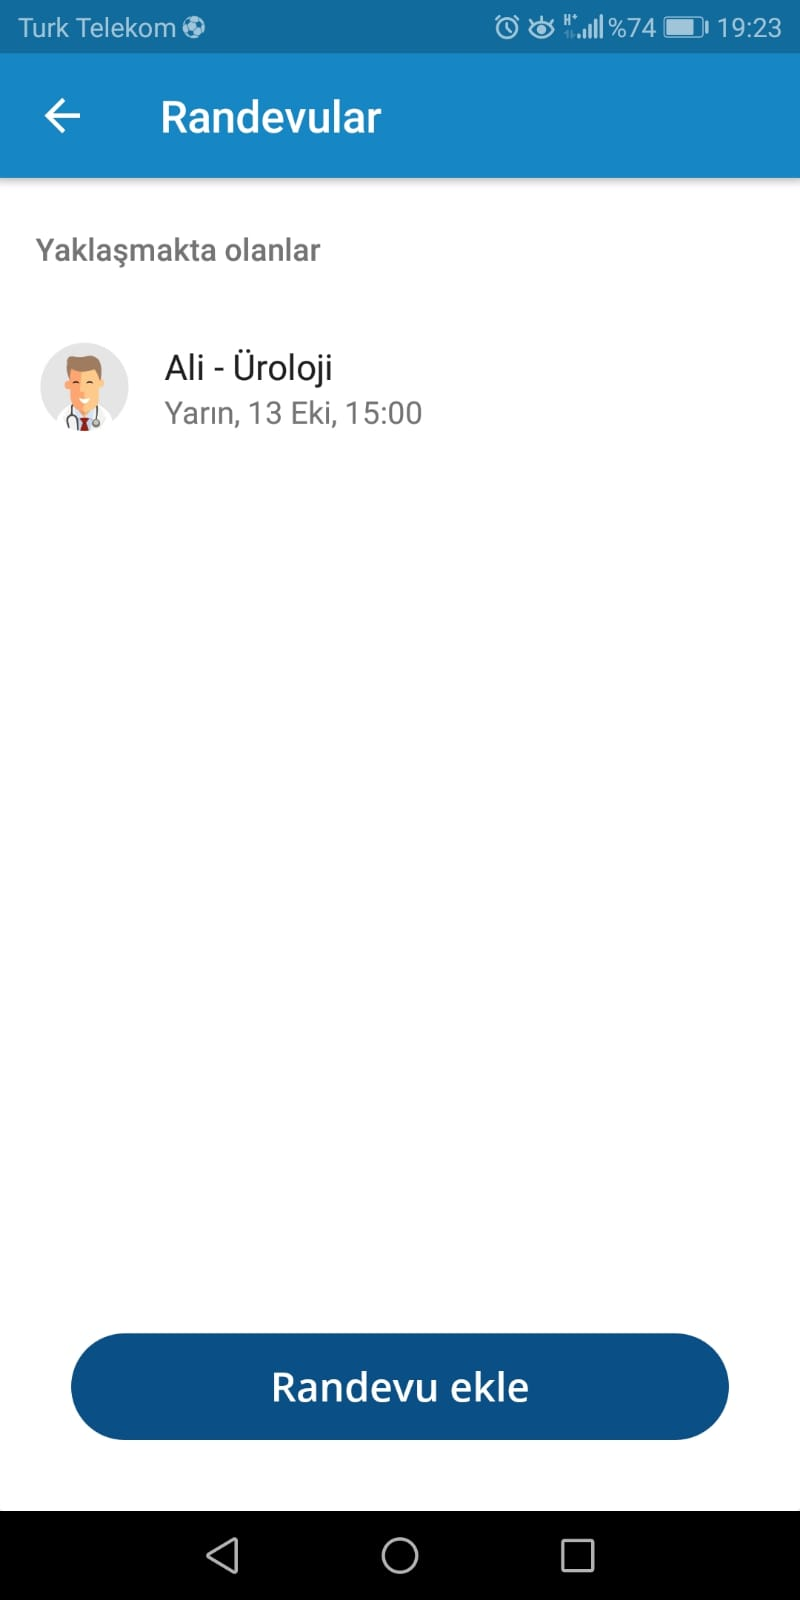 Turk Telekom
H+ %74 19:23
Randevular
Yaklaşmakta olanlar
Ali - Üroloji
Yarın, 13 Eki, 15:00
Randevu ekle